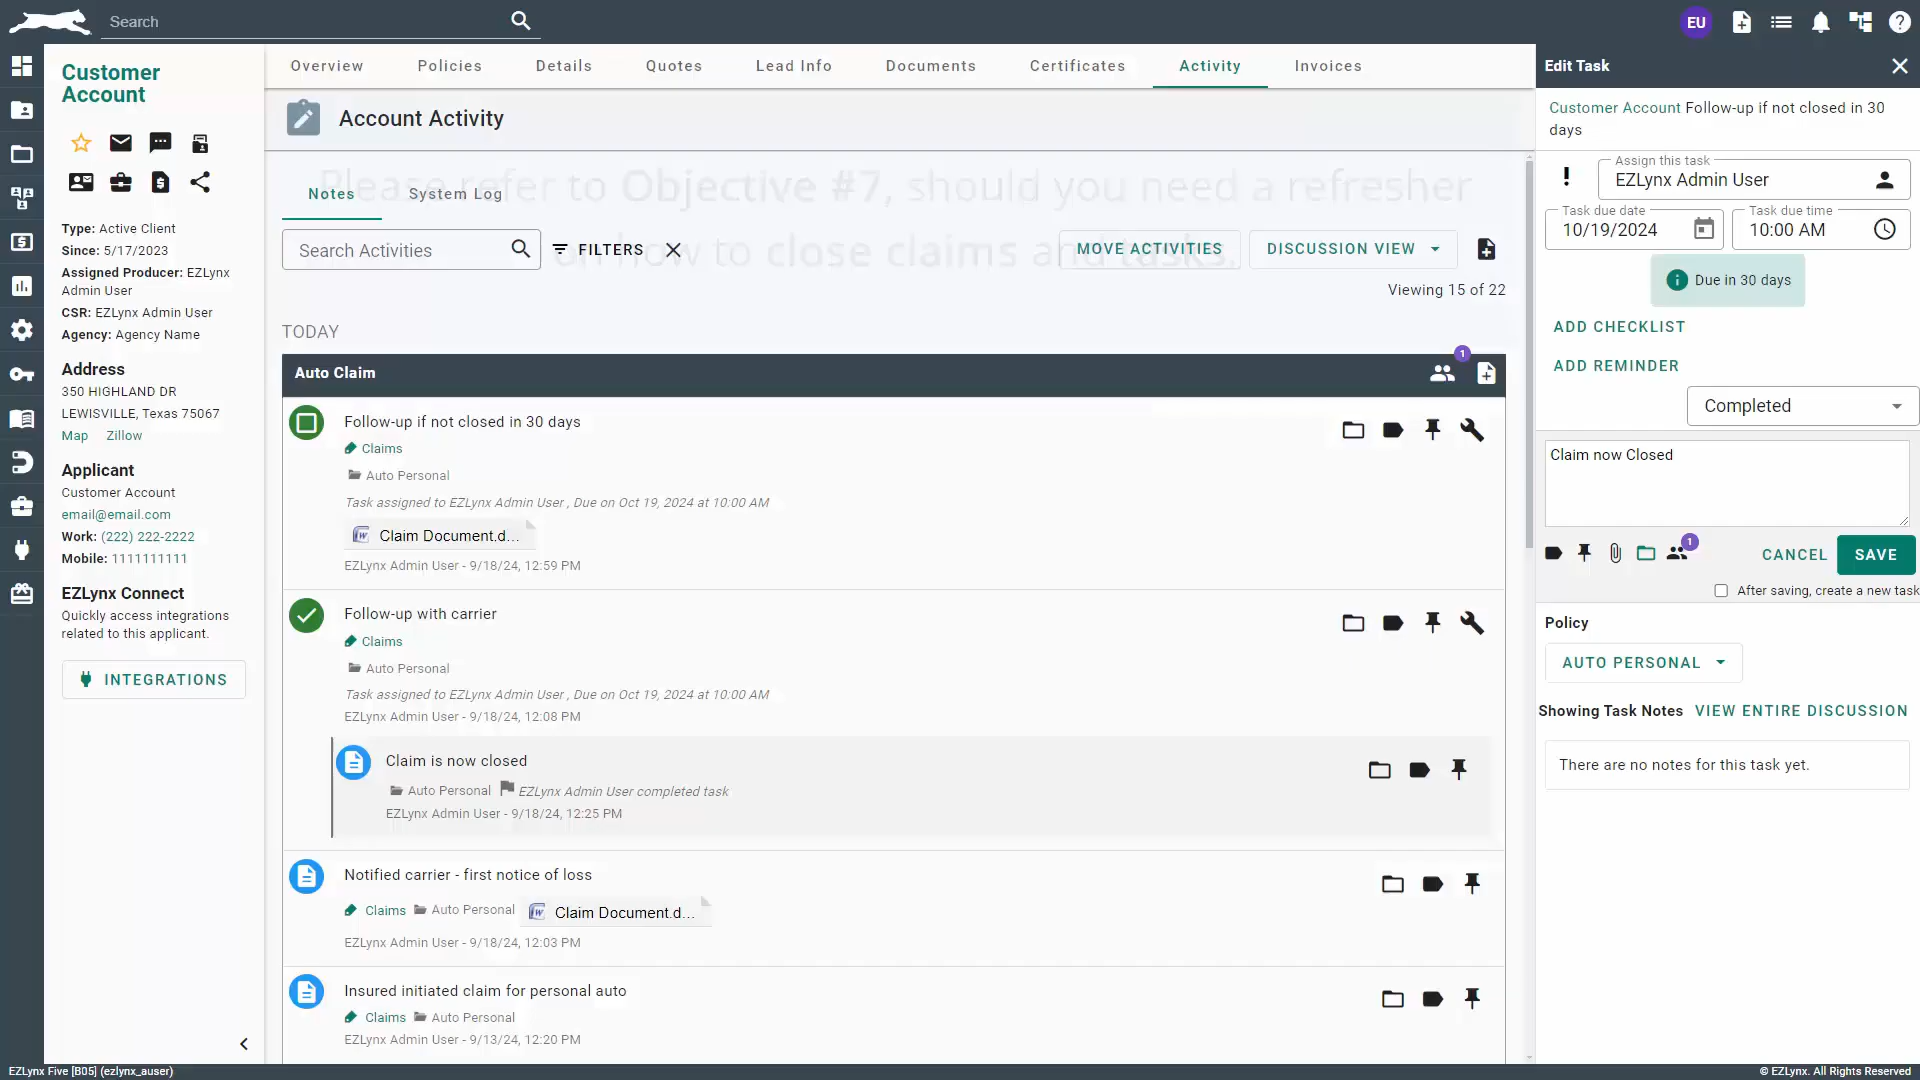 Search
EU
Customer
Account
Type: Active Client
Since: 5/17/2023
Assigned Producer: EZLynx
Admin User
CSR: EZLynx Admin User
Agency: Agency Name
Address
350 HIGHLAND DR
LEWISVILLE, Texas 75067
Map Zillow
Applicant
Customer Account
email@email.com
Work: (222) 222-2222
Mobile: 1111111111
EZLynx Connect
Quickly access integrations
related to this applicant.
INTEGRATIONS
Overview Policies Details Quotes Lead Info Documents Certificates Activity Invoices
Account Activity
Please refer to Objective #7, should you need a refresher
on how to close claims and tasks.
Notes System Log
Search Activities FILTERS MOVE ACTIVITIES DISCUSSION VIEW
Viewing 15 of 22
TODAY
Auto Claim 1
Follow-up if not closed in 30 days
Claims
Auto Personal
Task assigned to EZLynx Admin User , Due on Oct 19, 2024 at 10:00 AM
Claim Document.d...
EZLynx Admin User - 9/18/24, 12:59 PM
Follow-up with carrier
Claims
Auto Personal
Task assigned to EZLynx Admin User , Due on Oct 19, 2024 at 10:00 AM
EZLynx Admin User - 9/18/24, 12:08 PM
Claim is now closed
Auto Personal EZLynx Admin User completed task
EZLynx Admin User - 9/18/24, 12:25 PM
Notified carrier - first notice of loss
Claims Auto Personal Claim Document.d...
EZLynx Admin User - 9/18/24, 12:03 PM
Insured initiated claim for personal auto
Claims Auto Personal
EZLynx Admin User - 9/13/24, 12:20 PM
Edit Task
Customer Account Follow-up if not closed in 30
days
Assign this task
EZLynx Admin User
Task due date Task due time
10/19/2024 10:00 AM
Due in 30 days
ADD CHECKLIST
ADD REMINDER
Completed
Claim now Closed
1
CANCEL SAVE
After saving, create a new task
Policy
AUTO PERSONAL
Showing Task Notes VIEW ENTIRE DISCUSSION
There are no notes for this task yet.
EZLynx Five [B05] (ezlynx_auser)
© EZLynx. All Rights Reserved